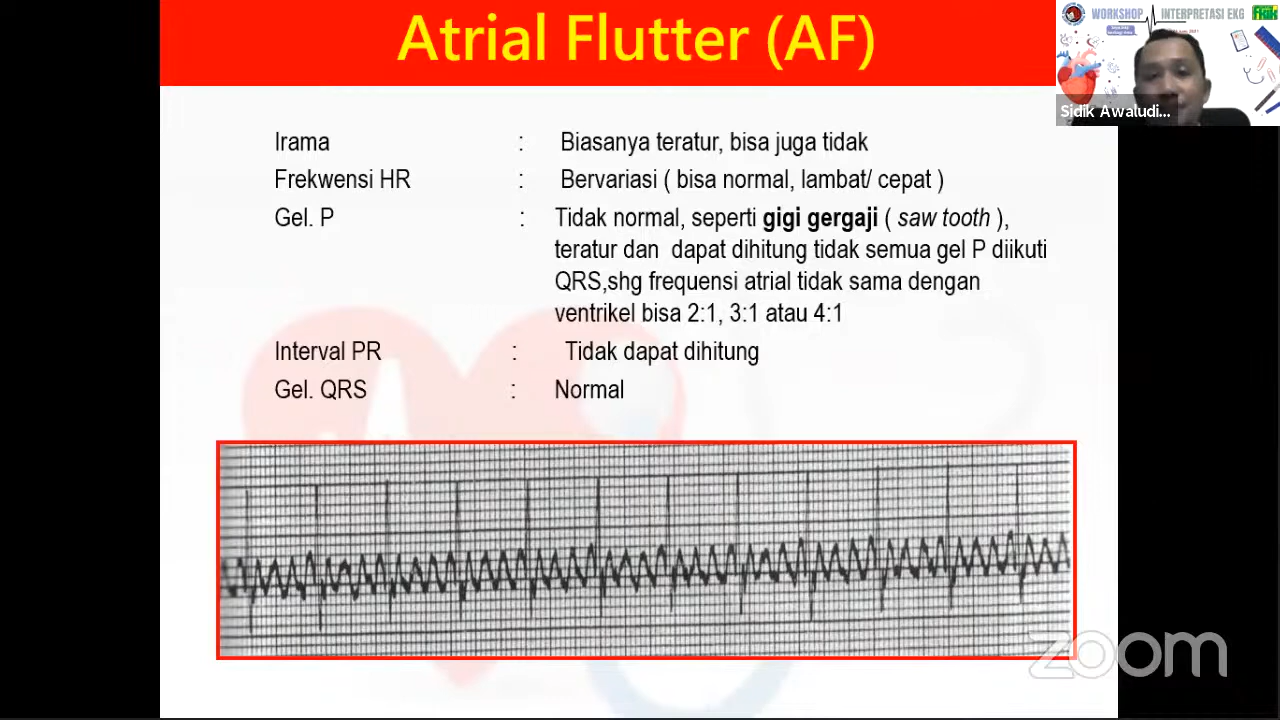 Atrial Flutter (AF)
WORKSHOP INTERPRETASI EKG
Sidik Awaludi...
Irama : Biasanya teratur, bisa juga tidak
Frekwensi HR : Bervariasi ( bisa normal, lambat/ cepat )
Gel. P : Tidak normal, seperti gigi gergaji ( saw tooth ),
teratur dan dapat dihitung tidak semua gel P diikuti
QRS,shg frequensi atrial tidak sama dengan
ventrikel bisa 2:1, 3:1 atau 4:1
Interval PR : Tidak dapat dihitung
Gel. QRS : Normal
zoom